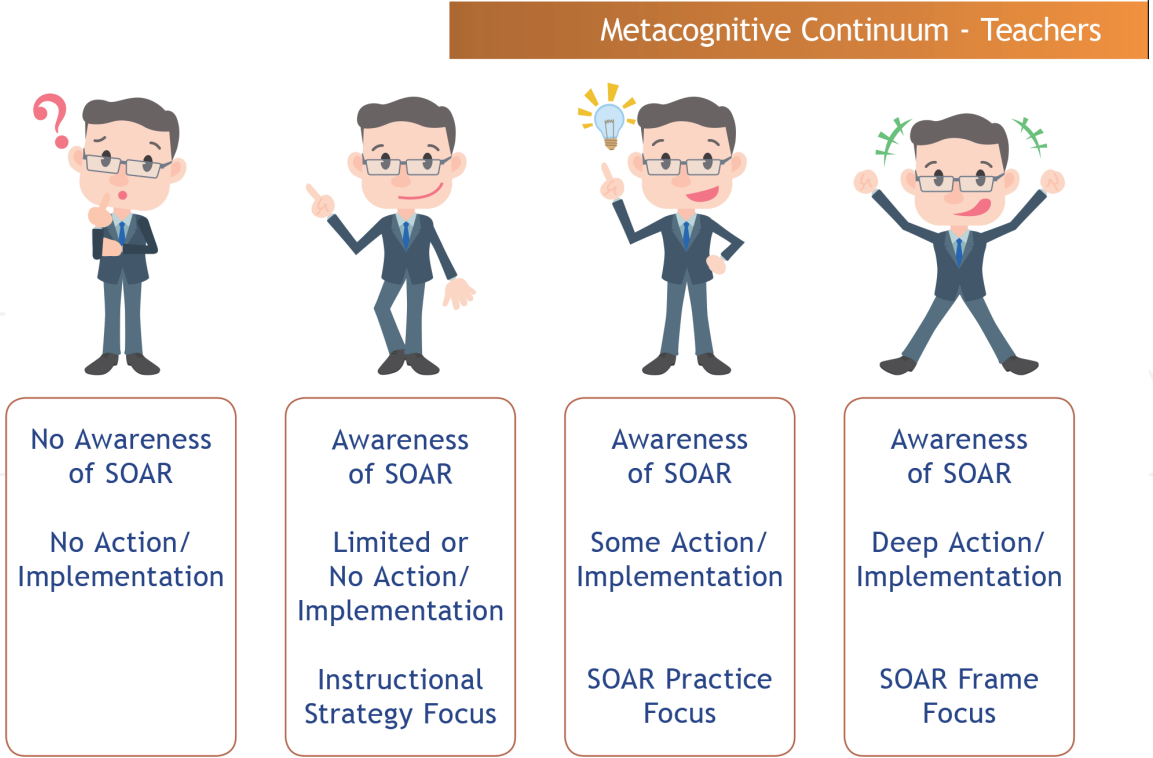 Metacognitive Continuum - Teachers
No Awareness
of SOAR
No Action/
Implementation
Awareness
of SOAR
Limited or
No Action/
Implementation
Instructional
Strategy Focus
Awareness
of SOAR
Some Action/
Implementation
SOAR Practice
Focus
Awareness
of SOAR
Deep Action/
Implementation
SOAR Frame
Focus